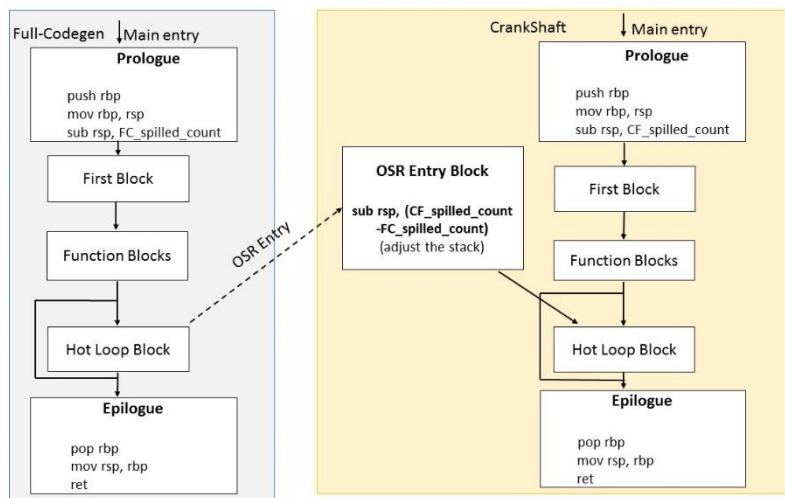 Full-Codegen
Main entry
Prologue
push rbp
mov rbp, rsp
sub rsp, FC_spilled_count
First Block
Function Blocks
Hot Loop Block
Epilogue
pop rbp
mov rsp, rbp
ret
OSR Entry
OSR Entry Block
sub rsp, (CF_spilled_count
-FC_spilled_count)
(adjust the stack)
CrankShaft
Main entry
Prologue
push rbp
mov rbp, rsp
sub rsp, CF_spilled_count
First Block
Function Blocks
Hot Loop Block
Epilogue
pop rbp
mov rsp, rbp
ret